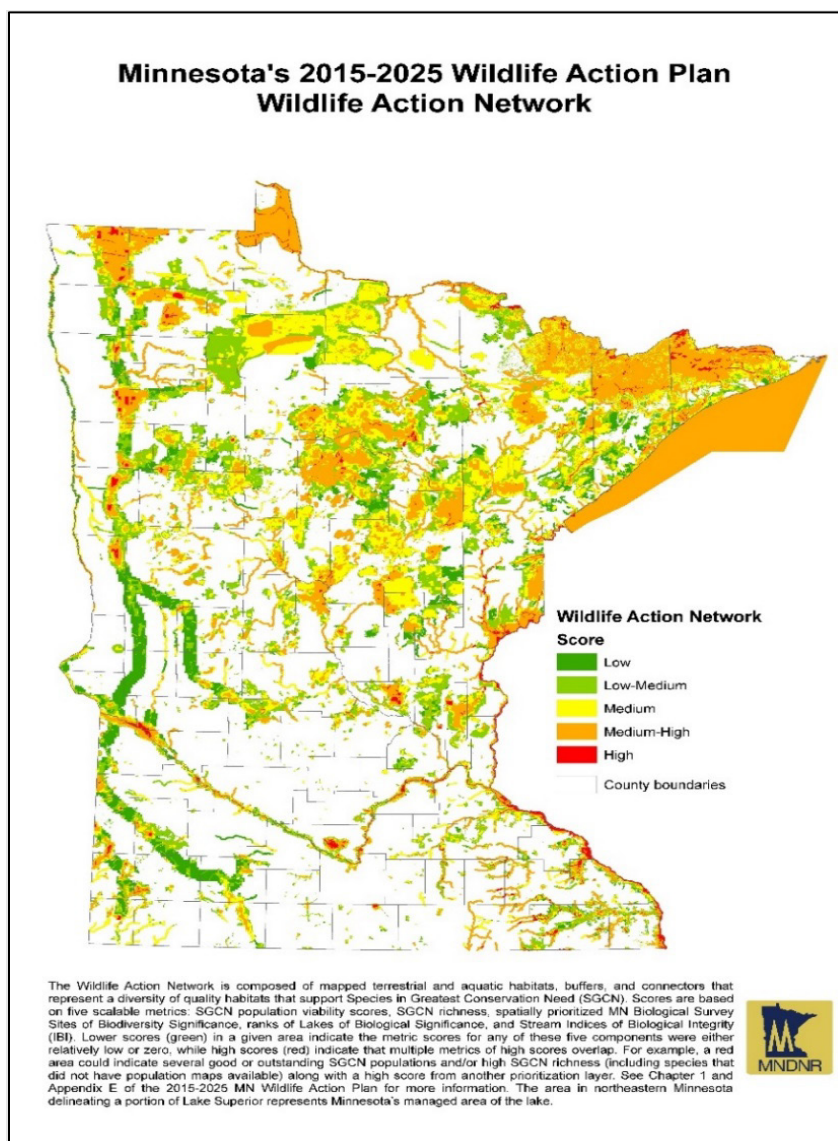 Minnesota's 2015-2025 Wildlife Action Plan
Wildlife Action Network
Wildlife Action Network
Score
Low
Low-Medium
Medium
Medium-High
High
County boundaries
The Wildlife Action Network is composed of mapped terrestrial and aquatic habitats, buffers, and connectors that
represent a diversity of quality habitats that support Species in Greatest Conservation Need (SGCN). Scores are based
on five scalable metrics: SGCN population viability scores, SGCN richness, spatially prioritized MN Biological Survey
Sites of Biodiversity Significance, ranks of Lakes of Biological Significance, and Stream Indices of Biological Integrity
(IBI). Lower scores (green) in a given area indicate the metric scores for any of these five components were either
relatively low or zero, while high scores (red) indicate that multiple metrics of high scores overlap. For example, a red
area could indicate several good or outstanding SGCN populations and/or high SGCN richness (including species that
did not have population maps available) along with a high score from another prioritization layer. See Chapter 1 and
Appendix E of the 2015-2025 MN Wildlife Action Plan for more information. The area in northeastern Minnesota
delineating a portion of Lake Superior represents Minnesota's managed area of the lake.
MNDNR